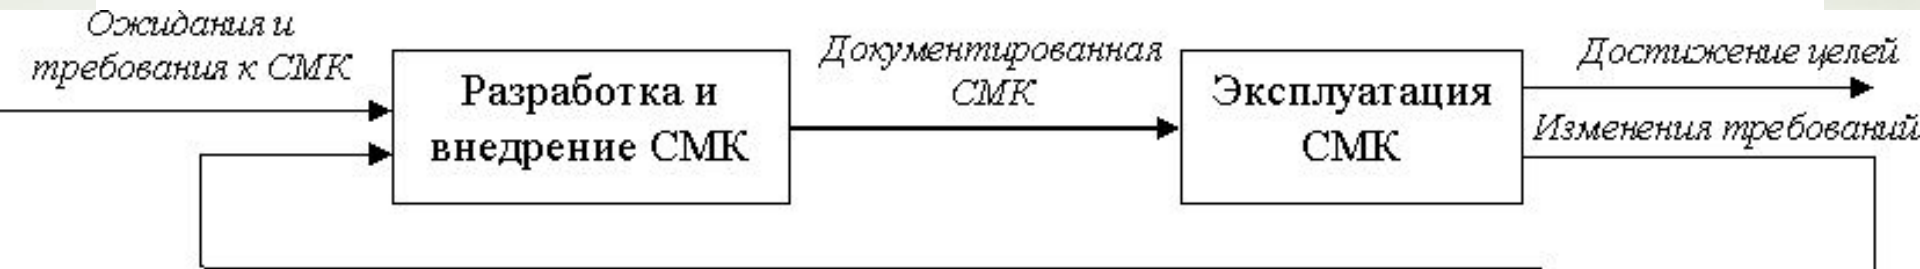 Ожидания и
требования к СМК
Разработка и
внедрение СМК
Документированная
СМК
Эксплуатация
СМК
Достижение целей
Изменения требований